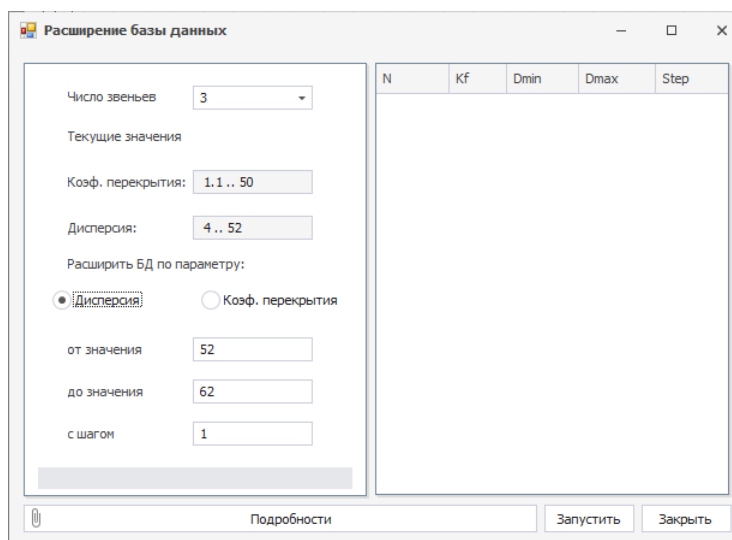 Расширение базы данных
Число звеньев 3
Текущие значения
Коэф. перекрытия: 1.1 .. 50
Дисперсия: 4 .. 52
Расширить БД по параметру:
Дисперсия Коэф. перекрытия
от значения 52
до значения 62
с шагом 1
N Kf Dmin Dmax Step
Подробности Запустить Закрыть